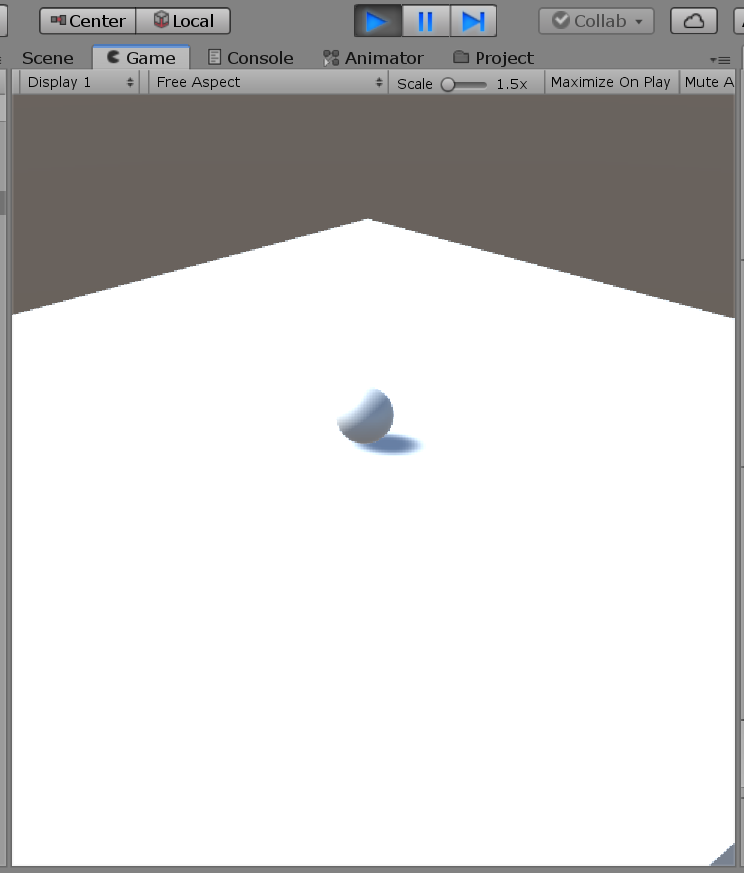 Center Local Collab
Scene Game Console Animator Project
Display 1 Free Aspect Scale 1.5x Maximize On Play Mute A